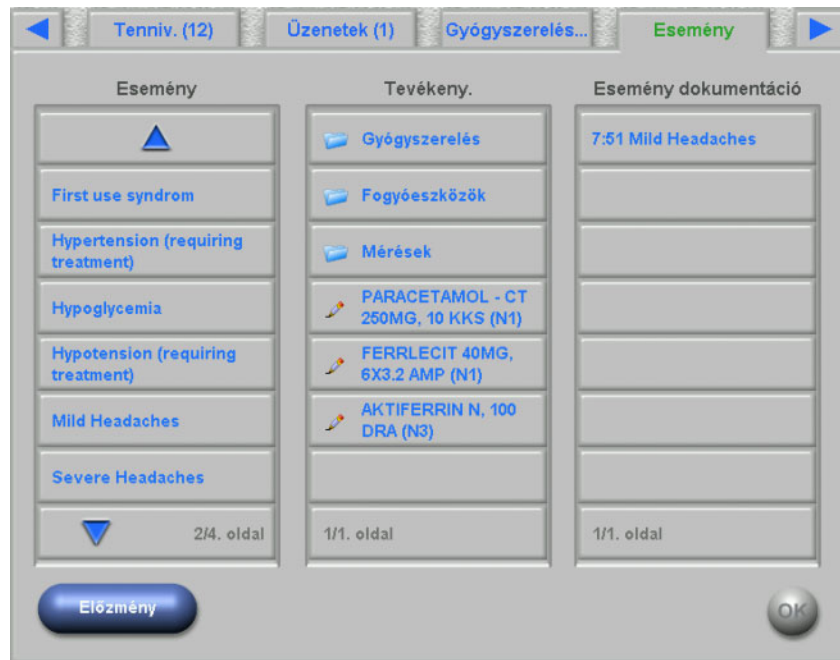 Tenniv. (12)
Üzenetek (1)
Gyógyszerelés...
Esemény
Esemény
First use syndrom
Hypertension (requiring
treatment)
Hypoglycemia
Hypotension (requiring
treatment)
Mild Headaches
Severe Headaches
2/4. oldal
Tevékeny.
Gyógyszerelés
Fogyóeszközök
Mérések
PARACETAMOL - CT
250MG, 10 KKS (N1)
FERRLECIT 40MG,
6X3.2 AMP (N1)
AKTIFERRIN N, 100
DRA (N3)
1/1. oldal
Esemény dokumentáció
7:51 Mild Headaches
1/1. oldal
Előzmény
OK